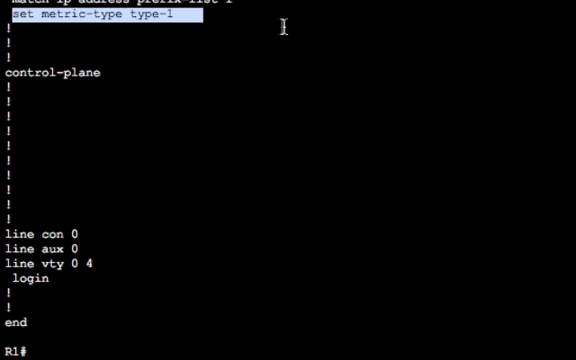 match ip address prefix-list 1
set metric-type type-1
!
!
!
control-plane
!
!
!
!
!
!
!
!
!
!
line con 0
line aux 0
line vty 0 4
login
!
!
end
R1#